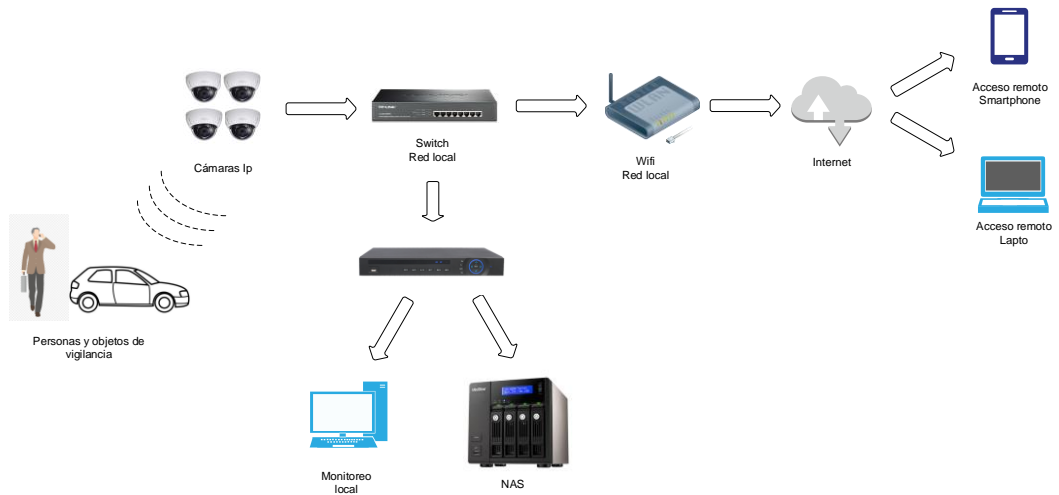 Acceso remoto
Smartphone
Switch
Red local
Wifi
Red local
Internet
Cámaras Ip
Acceso remoto
Lapto
Personas y objetos de
vigilancia
Monitoreo
local
NAS
WLAN